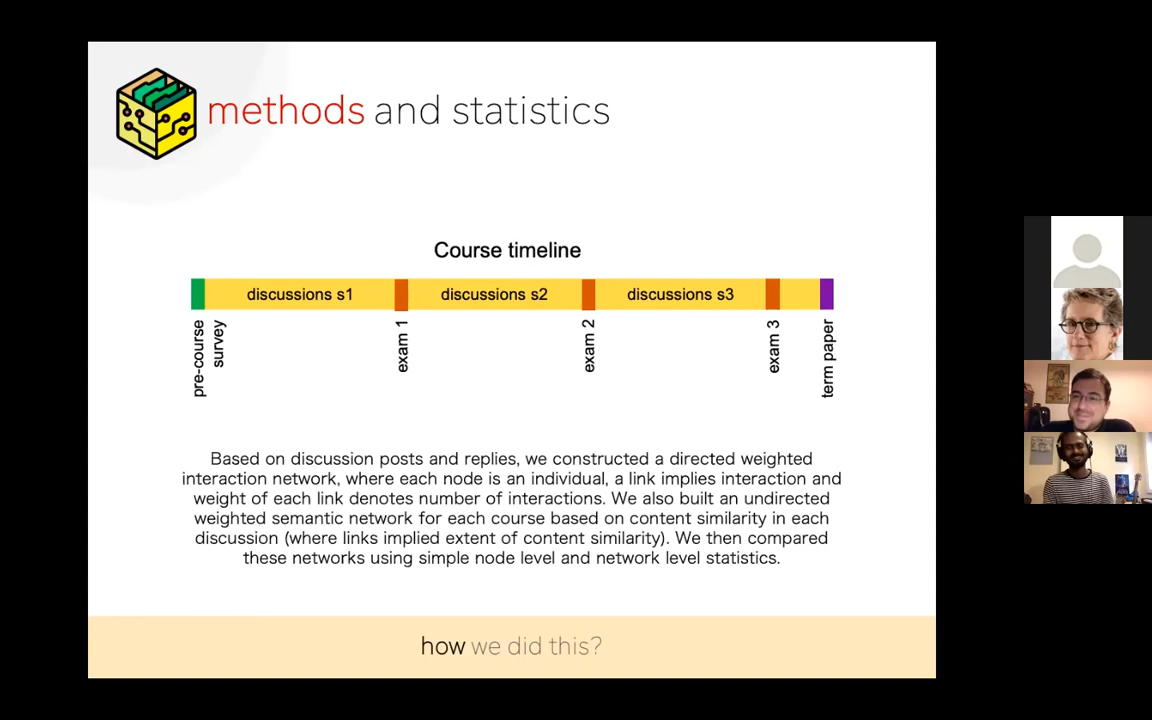 methods and statistics
Course timeline
discussions s1
discussions s2
discussions s3
pre-course
survey
exam 1
exam 2
exam 3
term paper
Based on discussion posts and replies, we constructed a directed weighted
interaction network, where each node is an individual, a link implies interaction and
weight of each link denotes number of interactions. We also built an undirected
weighted semantic network for each course based on content similarity in each
discussion (where links implied extent of content similarity). We then compared
these networks using simple node level and network level statistics.
how we did this?